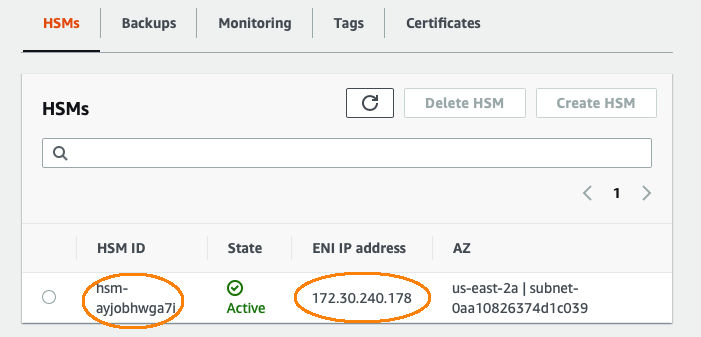 HSMs Backups Monitoring Tags Certificates
HSMs Delete HSM Create HSM
1
HSM ID State ENI IP address AZ
hsm- us-east-2a | subnet-
172.30.240.178
ayjobhwga7i Active 0aa10826374d1c039